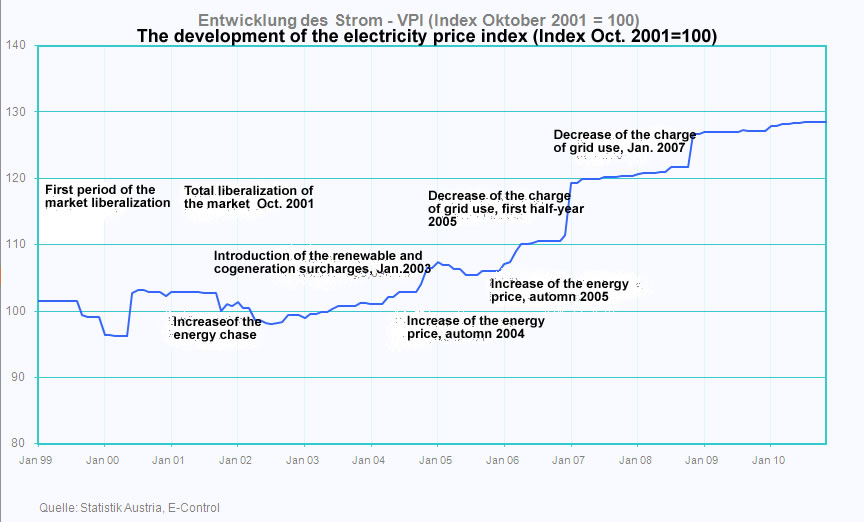 Entwicklung des Strom - VPI (Index Oktober 2001 = 100)
The development of the electricity price index (Index Oct. 2001=100)
140
130
120
110
100
90
80
Decrease of the charge
of grid use, Jan. 2007
First period of the
market liberalization
Total liberalization of
the market Oct. 2001
Decrease of the charge
of grid use, first half-year
2005
Introduction of the renewable and
cogeneration surcharges, Jan.2003
Increase of the energy
price, automn 2005
Increaseof the
energy chase
Increase of the energy
price, automn 2004
Jan 99 Jan 00 Jan 01 Jan 02 Jan 03 Jan 04 Jan 05 Jan 06 Jan 07 Jan 08 Jan 09 Jan 10
Quelle: Statistik Austria, E-Control